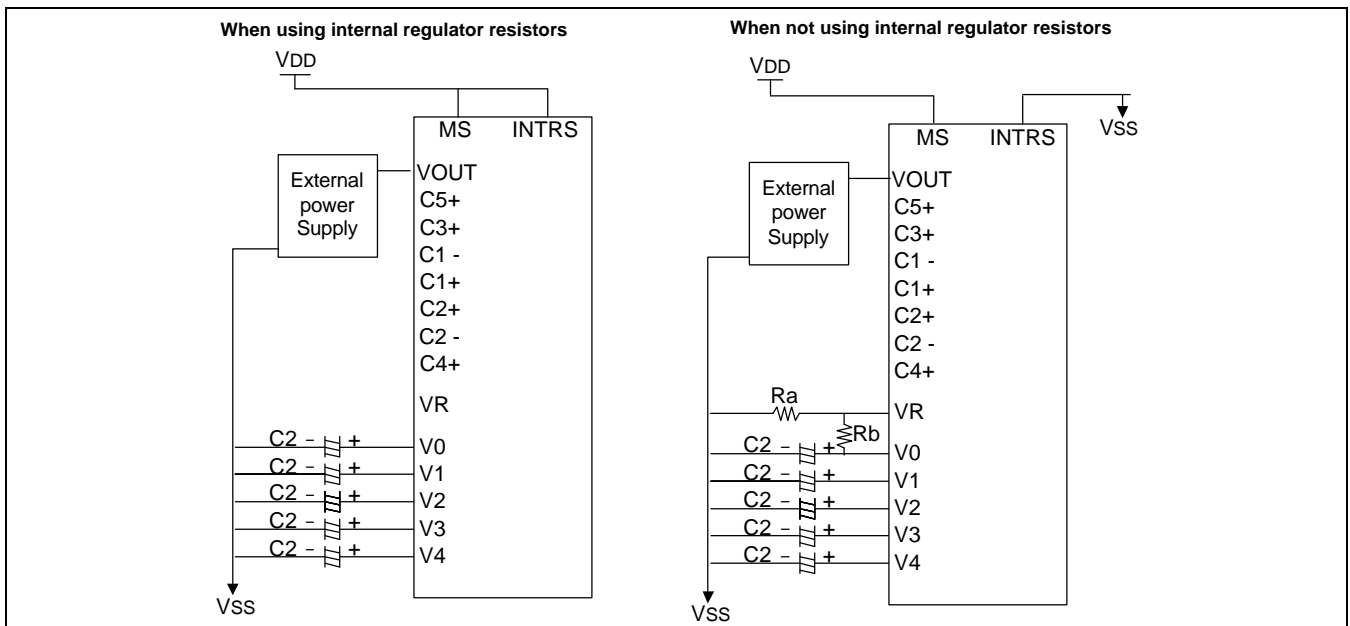 When using internal regulator resistors
VDD
MS INTRS
External
power
Supply
VOUT
C5+
C3+
C1 -
C1+
C2+
C2 -
C4+
VR
C2 - + V0
C2 - + V1
C2 - + V2
C2 - + V3
C2 - + V4
VSS
When not using internal regulator resistors
VDD
VSS
MS INTRS
External
power
Supply
VOUT
C5+
C3+
C1 -
C1+
C2+
C2 -
C4+
Ra
VR
Rb
C2 - + V0
C2 - + V1
C2 - + V2
C2 - + V3
C2 - + V4
VSS